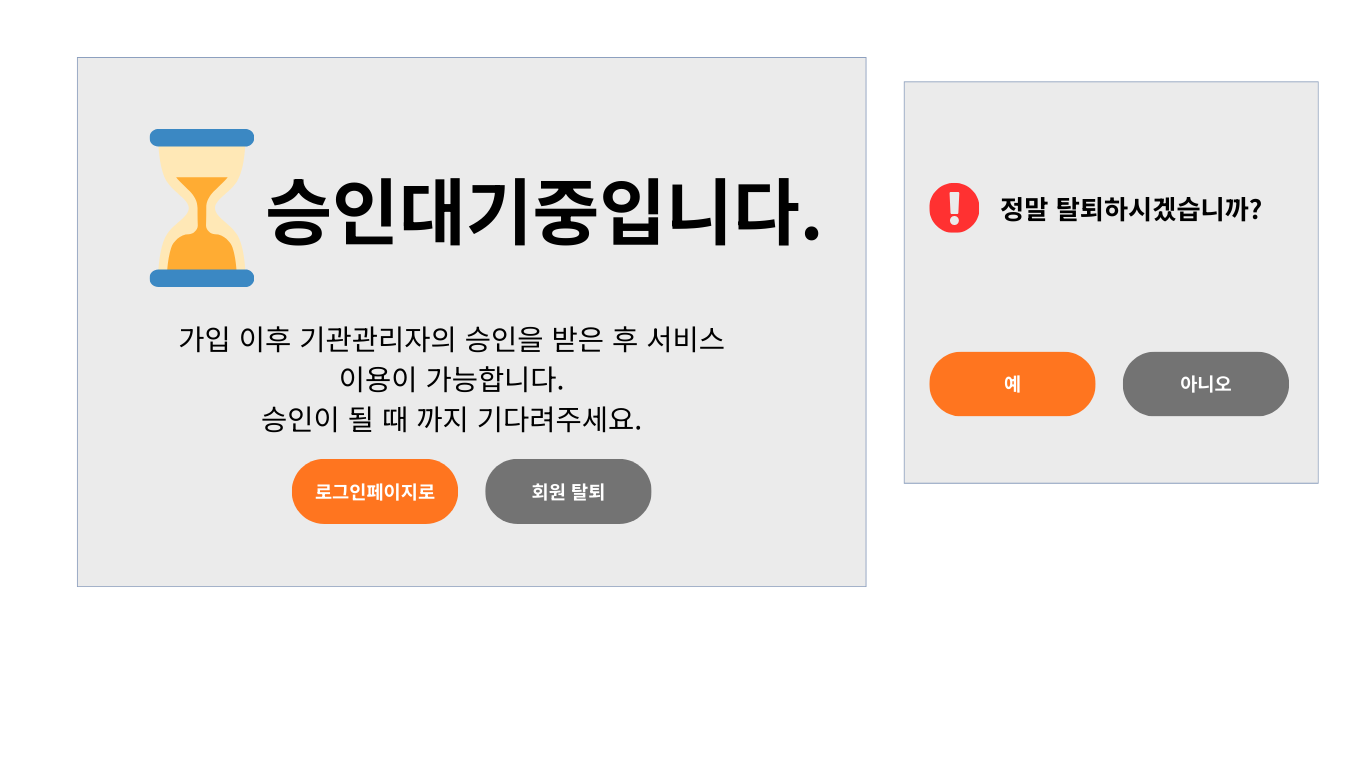 승인대기중입니다.
가입 이후 기관관리자의 승인을 받은 후 서비스
이용이 가능합니다.
승인이 될 때 까지 기다려주세요.
로그인페이지로
회원 탈퇴
정말 탈퇴하시겠습니까?
예
아니오